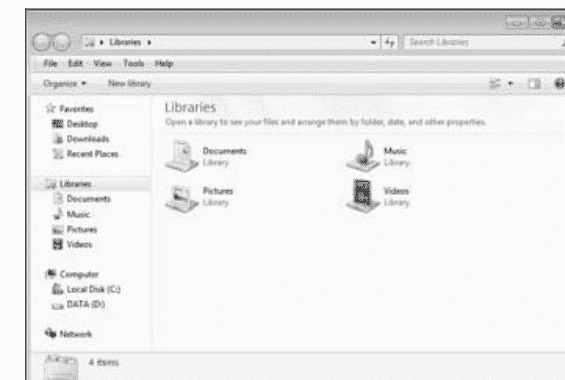 Libraries
Search Libraries
File Edit View Tools Help
Organize New library
Favorites
Desktop
Downloads
Recent Places
Libraries
Documents
Music
Pictures
Videos
Computer
Local Disk (C:)
DATA (D:)
Network
Libraries
Open a library to see your files and arrange them by folder, date, and other properties.
Documents
Library
Music
Library
Pictures
Library
Videos
Library
4 items